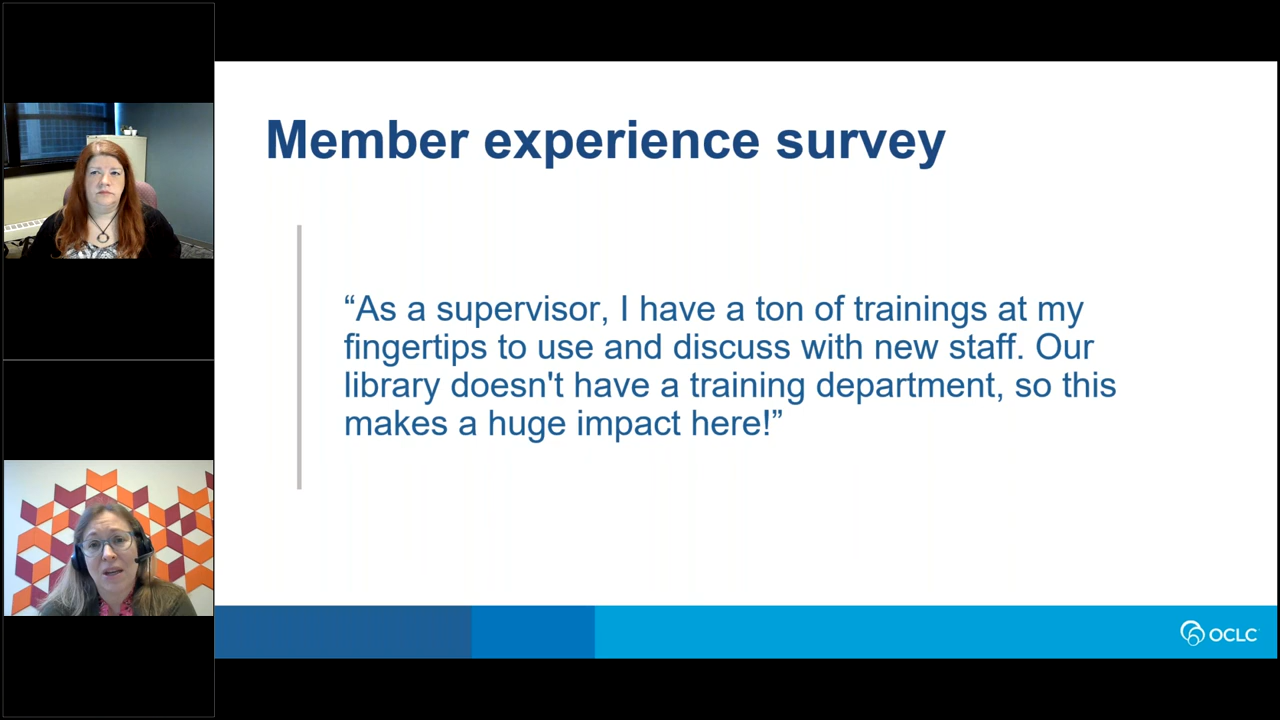 Member experience survey
“As a supervisor, I have a ton of trainings at my
fingertips to use and discuss with new staff. Our
library doesn't have a training department, so this
makes a huge impact here!”
OCLC